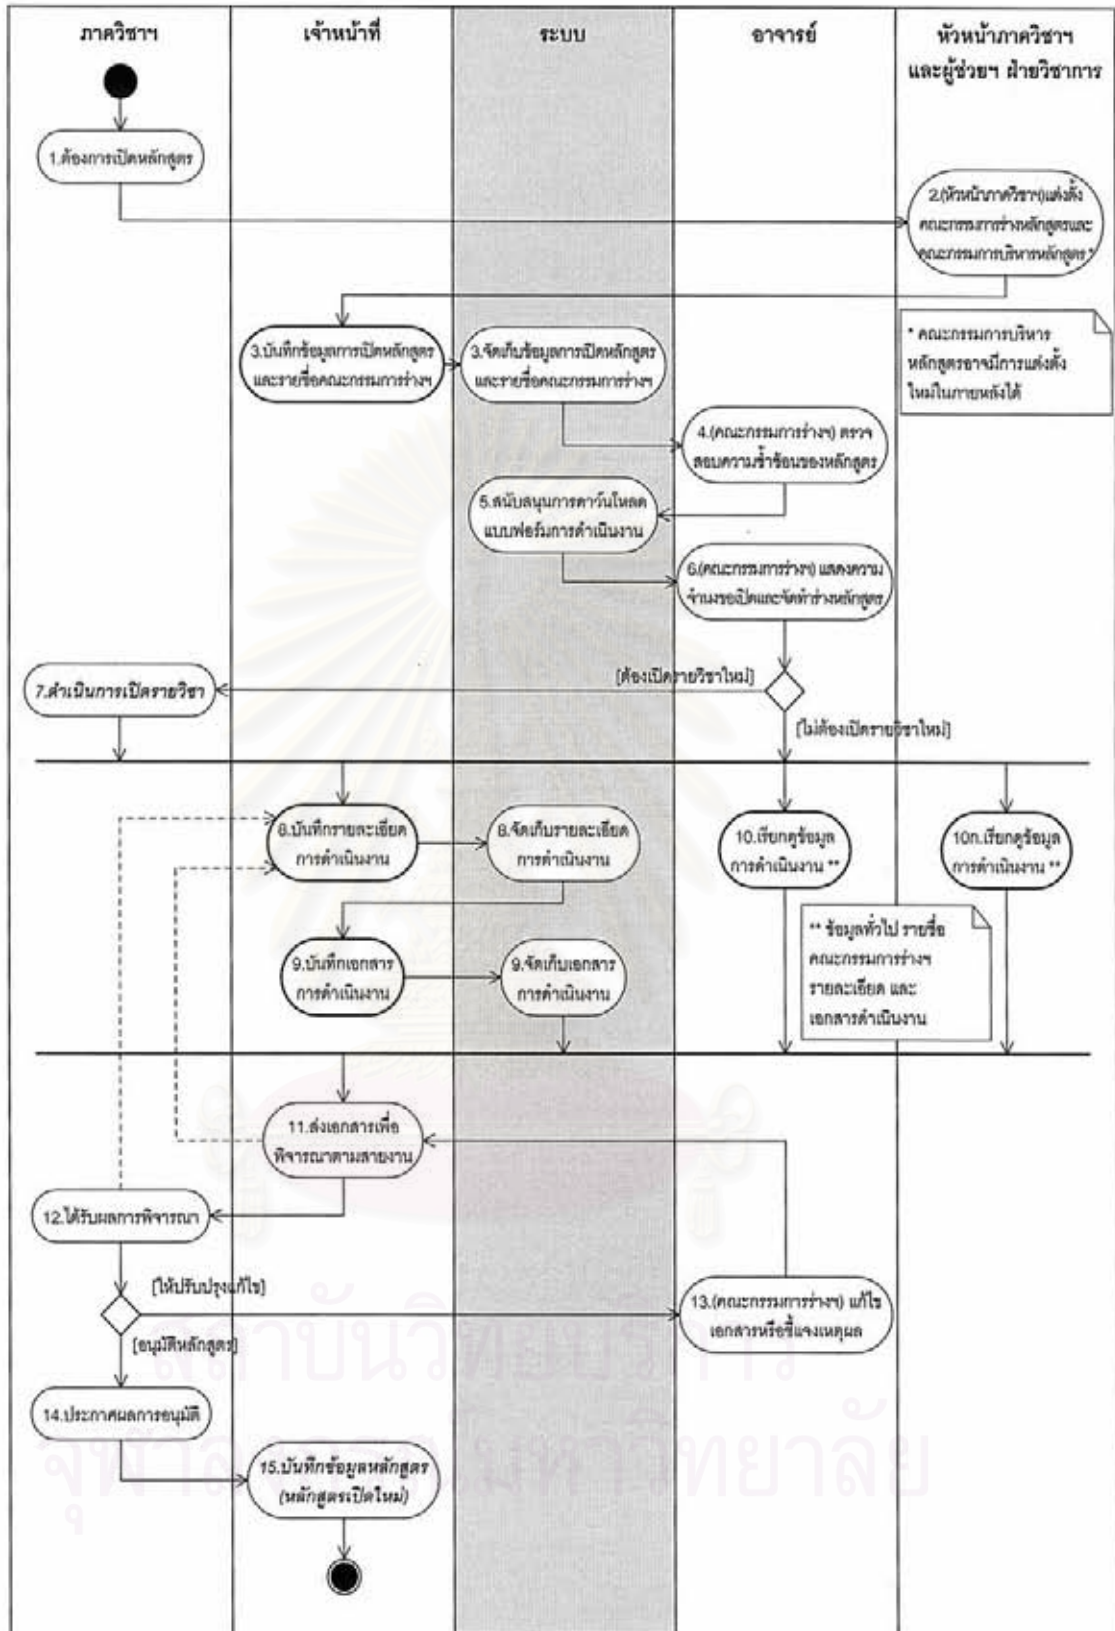 ภาควิชาฯ
เจ้าหน้าที่
ระบบ
อาจารย์
หัวหน้าภาควิชาฯ
และผู้ช่วยฯ ฝ่ายวิชาการ
1.ต้องการเปิดหลักสูตร
2.(หัวหน้าภาควิชาฯ)แต่งตั้ง
คณะกรรมการร่างหลักสูตรและ
คณะกรรมการบริหารหลักสูตร *
* คณะกรรมการบริหาร
หลักสูตรอาจมีการแต่งตั้ง
ใหม่ในภายหลังได้
3.บันทึกข้อมูลการเปิดหลักสูตร
และรายชื่อคณะกรรมการร่างฯ
3.จัดเก็บข้อมูลการเปิดหลักสูตร
และรายชื่อคณะกรรมการร่างฯ
4.(คณะกรรมการร่างฯ) ตรวจ
สอบความซ้ำซ้อนของหลักสูตร
5.สนับสนุนการดาวน์โหลด
แบบฟอร์มการดำเนินงาน
6.(คณะกรรมการร่างฯ) แสดงความ
จำนงขอเปิดและจัดทำร่างหลักสูตร
[ต้องเปิดรายวิชาใหม่]
7.ดำเนินการเปิดรายวิชา
[ไม่ต้องเปิดรายวิชาใหม่]
8.บันทึกรายละเอียด
การดำเนินงาน
8.จัดเก็บรายละเอียด
การดำเนินงาน
10.เรียกดูข้อมูล
การดำเนินงาน **
10ก.เรียกดูข้อมูล
การดำเนินงาน **
** ข้อมูลทั่วไป รายชื่อ
คณะกรรมการร่างฯ
รายละเอียด และ
เอกสารดำเนินงาน
9.บันทึกเอกสาร
การดำเนินงาน
9.จัดเก็บเอกสาร
การดำเนินงาน
11.ส่งเอกสารเพื่อ
พิจารณาตามสายงาน
12.ได้รับผลการพิจารณา
[ให้ปรับปรุงแก้ไข]
13.(คณะกรรมการร่างฯ) แก้ไข
เอกสารหรือชี้แจงเหตุผล
[อนุมัติหลักสูตร]
14.ประกาศผลการอนุมัติ
15.บันทึกข้อมูลหลักสูตร
(หลักสูตรเปิดใหม่)
สถาบันวิทยบริการ
จุฬาลงกรณ์มหาวิทยาลัย